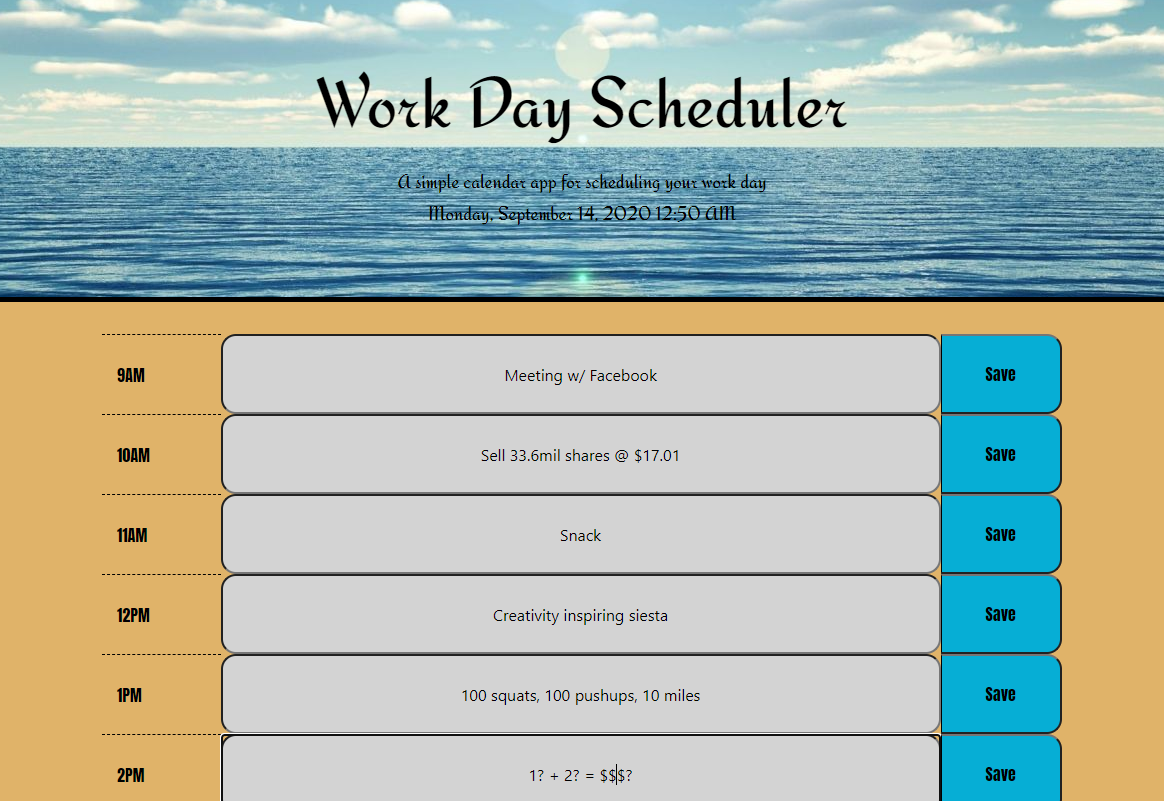 Work Day Scheduler
A simple calendar app for scheduling your work day
Monday, September 14, 2020 12:50 AM
9AM Meeting w/ Facebook Save
10AM Sell 33.6mil shares @ $17.01 Save
11AM Snack Save
12PM Creativity inspiring siesta Save
1PM 100 squats, 100 pushups, 10 miles Save
2PM 1? + 2? = $$$? Save